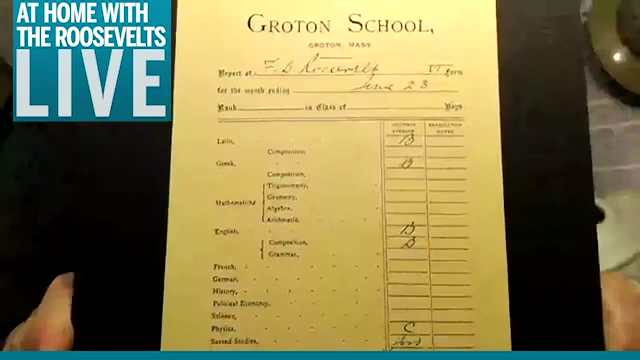 AT HOME WITH
THE ROOSEVELTS
LIVE
GROTON SCHOOL,
GROTON, MASS
Report of F. D. Roosevelt VI Form
for the month ending June 23
Rank in Class of Boys
Latin, B
Composition,
Greek, B
Composition,
Trigonometry,
Geometry,
Mathematics
Algebra,
Arithmetic,
English, B
Composition, B
Grammar,
French,
German,
History,
Political Economy,
Science,
Physics, C
Sacred Studies,